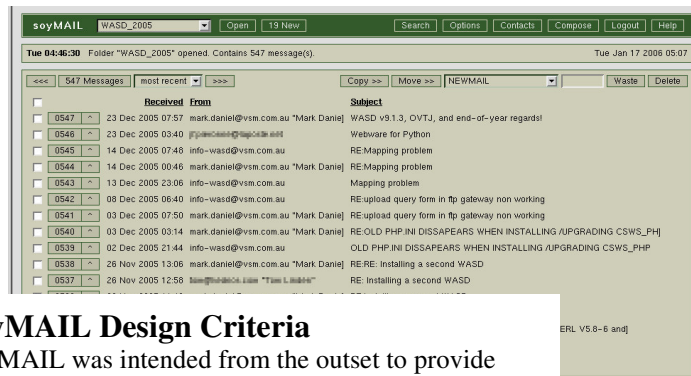 soyMAIL WASD_2005 Open 19 New Search Options Contacts Compose Logout Help
Tue 04:46:30 Folder "WASD_2005" opened. Contains 547 message(s). Tue Jan 17 2006 05:07
<<< 547 Messages most recent >>> Copy >> Move >> NEWMAIL Waste Delete
Received From Subject
0547 ^ 23 Dec 2005 07:57 mark.daniel@vsm.com.au "Mark Daniel] WASD v9.1.3, OVTJ, and end-of-year regards!
0546 ^ 23 Dec 2005 03:40 Webware for Python
0545 ^ 14 Dec 2005 07:48 info-wasd@vsm.com.au RE:Mapping problem
0544 ^ 14 Dec 2005 00:46 mark.daniel@vsm.com.au "Mark Daniel] RE:Mapping problem
0543 ^ 13 Dec 2005 23:06 info-wasd@vsm.com.au Mapping problem
0542 ^ 08 Dec 2005 06:40 info-wasd@vsm.com.au RE:upload query form in ftp gateway non working
0541 ^ 03 Dec 2005 07:50 mark.daniel@vsm.com.au "Mark Daniel] RE:upload query form in ftp gateway non working
0540 ^ 03 Dec 2005 03:14 mark.daniel@vsm.com.au "Mark Daniel] RE:OLD PHP.INI DISSAPEARS WHEN INSTALLING /UPGRADING CSWS_PH]
0539 ^ 02 Dec 2005 21:44 info-wasd@vsm.com.au OLD PHP.INI DISSAPEARS WHEN INSTALLING /UPGRADING CSWS_PHP
0538 ^ 26 Nov 2005 13:06 mark.daniel@vsm.com.au "Mark Daniel] RE:RE: Installing a second WASD
0537 ^ 26 Nov 2005 12:58 RE: Installing a second WASD
ERL V5.8-6 and]
yMAIL Design Criteria
MAIL was intended from the outset to provide